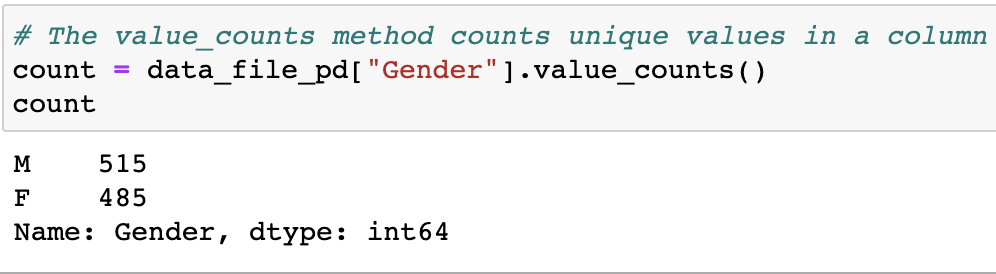 # The value_counts method counts unique values in a column
count = data_file_pd["Gender"].value_counts()
count
M    515
F    485
Name: Gender, dtype: int64